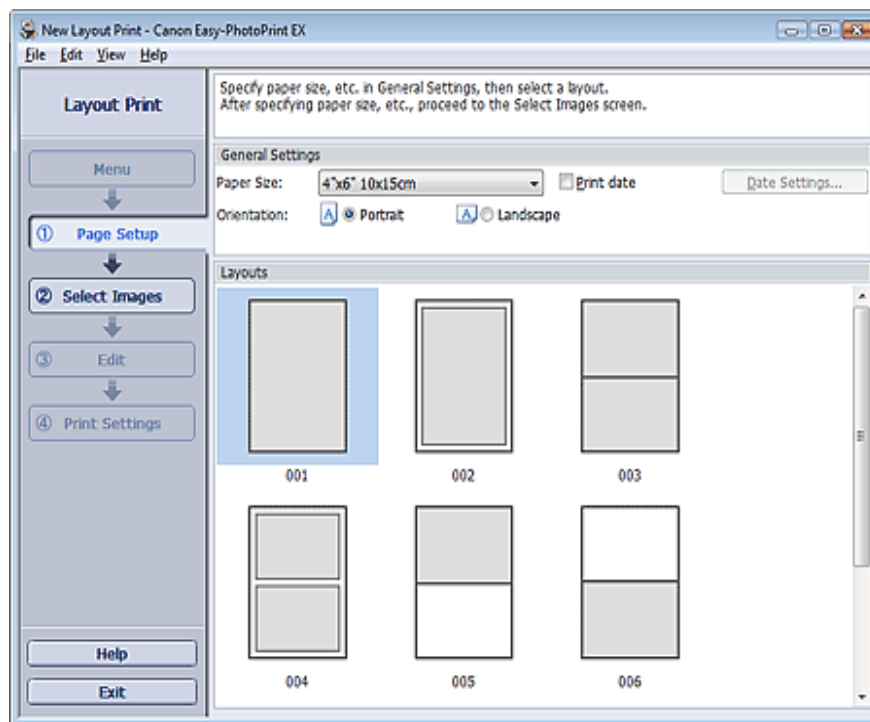 New Layout Print - Canon Easy-PhotoPrint EX
File Edit View Help
Layout Print
Specify paper size, etc. in General Settings, then select a layout.
After specifying paper size, etc., proceed to the Select Images screen.
Menu
① Page Setup
② Select Images
③ Edit
④ Print Settings
Help
Exit
General Settings
Paper Size: 4"x6" 10x15cm Print date Date Settings...
Orientation: A Portrait A Landscape
Layouts
001 002 003
004 005 006